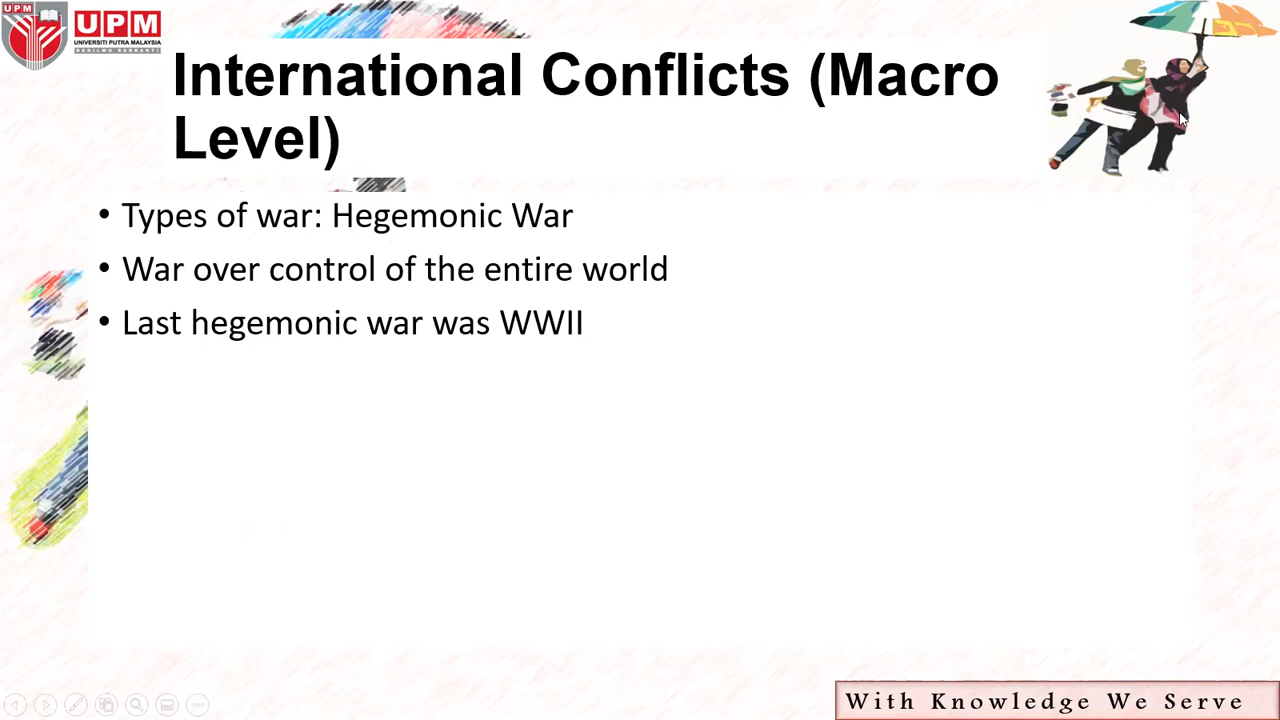 UPM
UPM
UNIVERSITI PUTRA MALAYSIA
BERILMU BERBAKTI
International Conflicts (Macro
Level)
• Types of war: Hegemonic War
• War over control of the entire world
• Last hegemonic war was WWII
With Knowledge We Serve